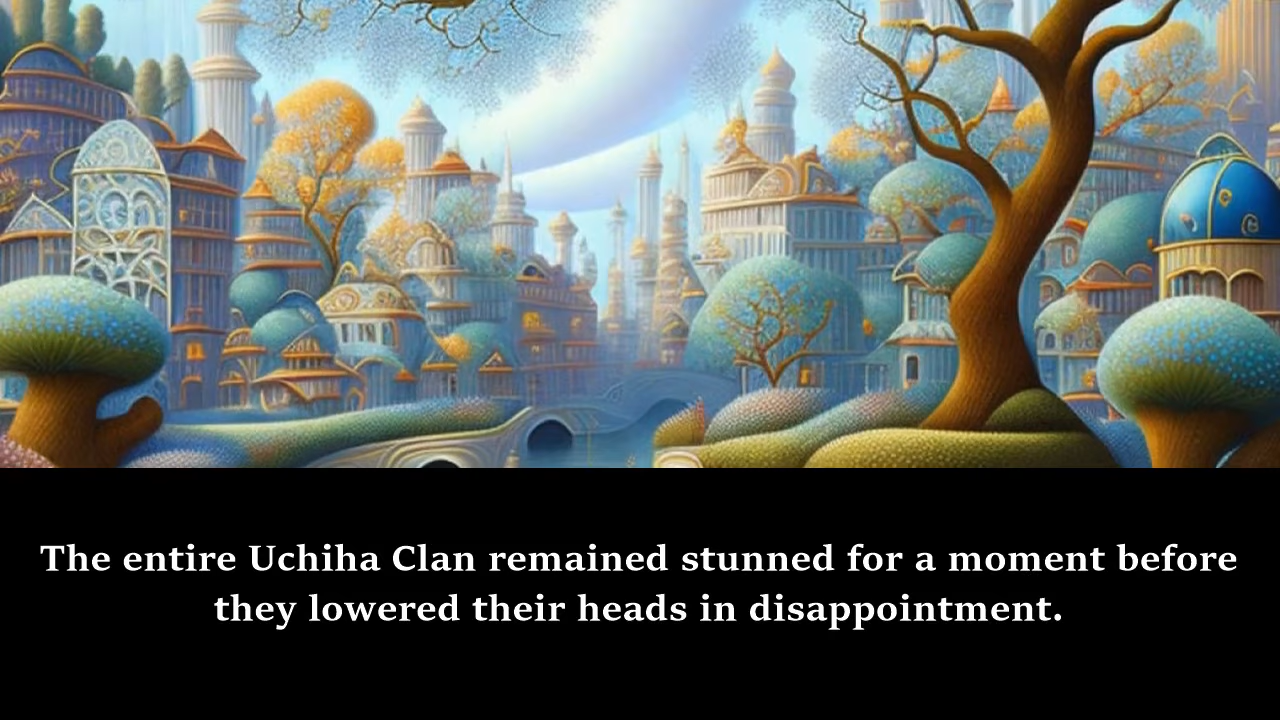 The entire Uchiha Clan remained stunned for a moment before
they lowered their heads in disappointment.